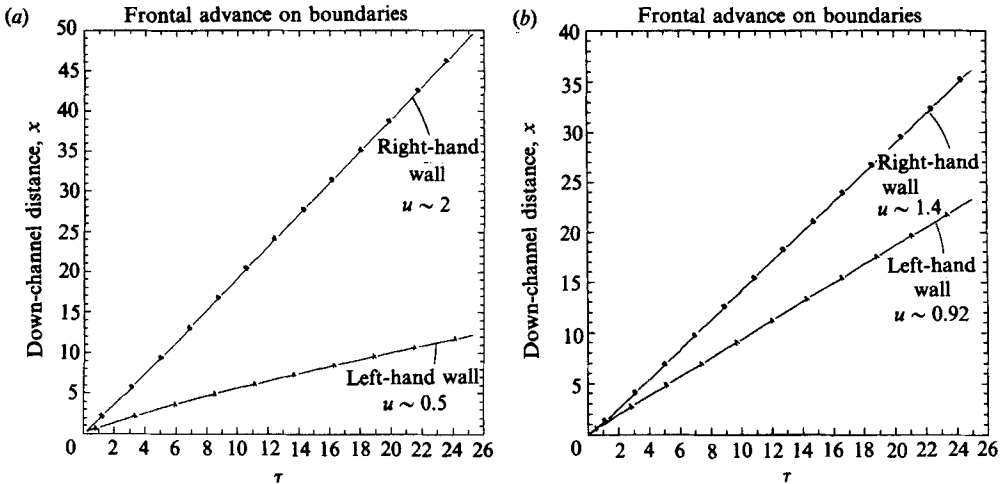 (a) Frontal advance on boundaries
50
45
40
35
30
25
20
15
10
5
0
Down-channel distance, x
Right-hand
wall
u ~ 2
Left-hand wall
u ~ 0.5
2 4 6 8 10 12 14 16 18 20 22 24 26
τ
(b) Frontal advance on boundaries
40
35
30
25
20
15
10
5
0
Down-channel distance, x
Right-hand
wall
u ~ 1.4
Left-hand
wall
u ~ 0.92
2 4 6 8 10 12 14 16 18 20 22 24 26
τ